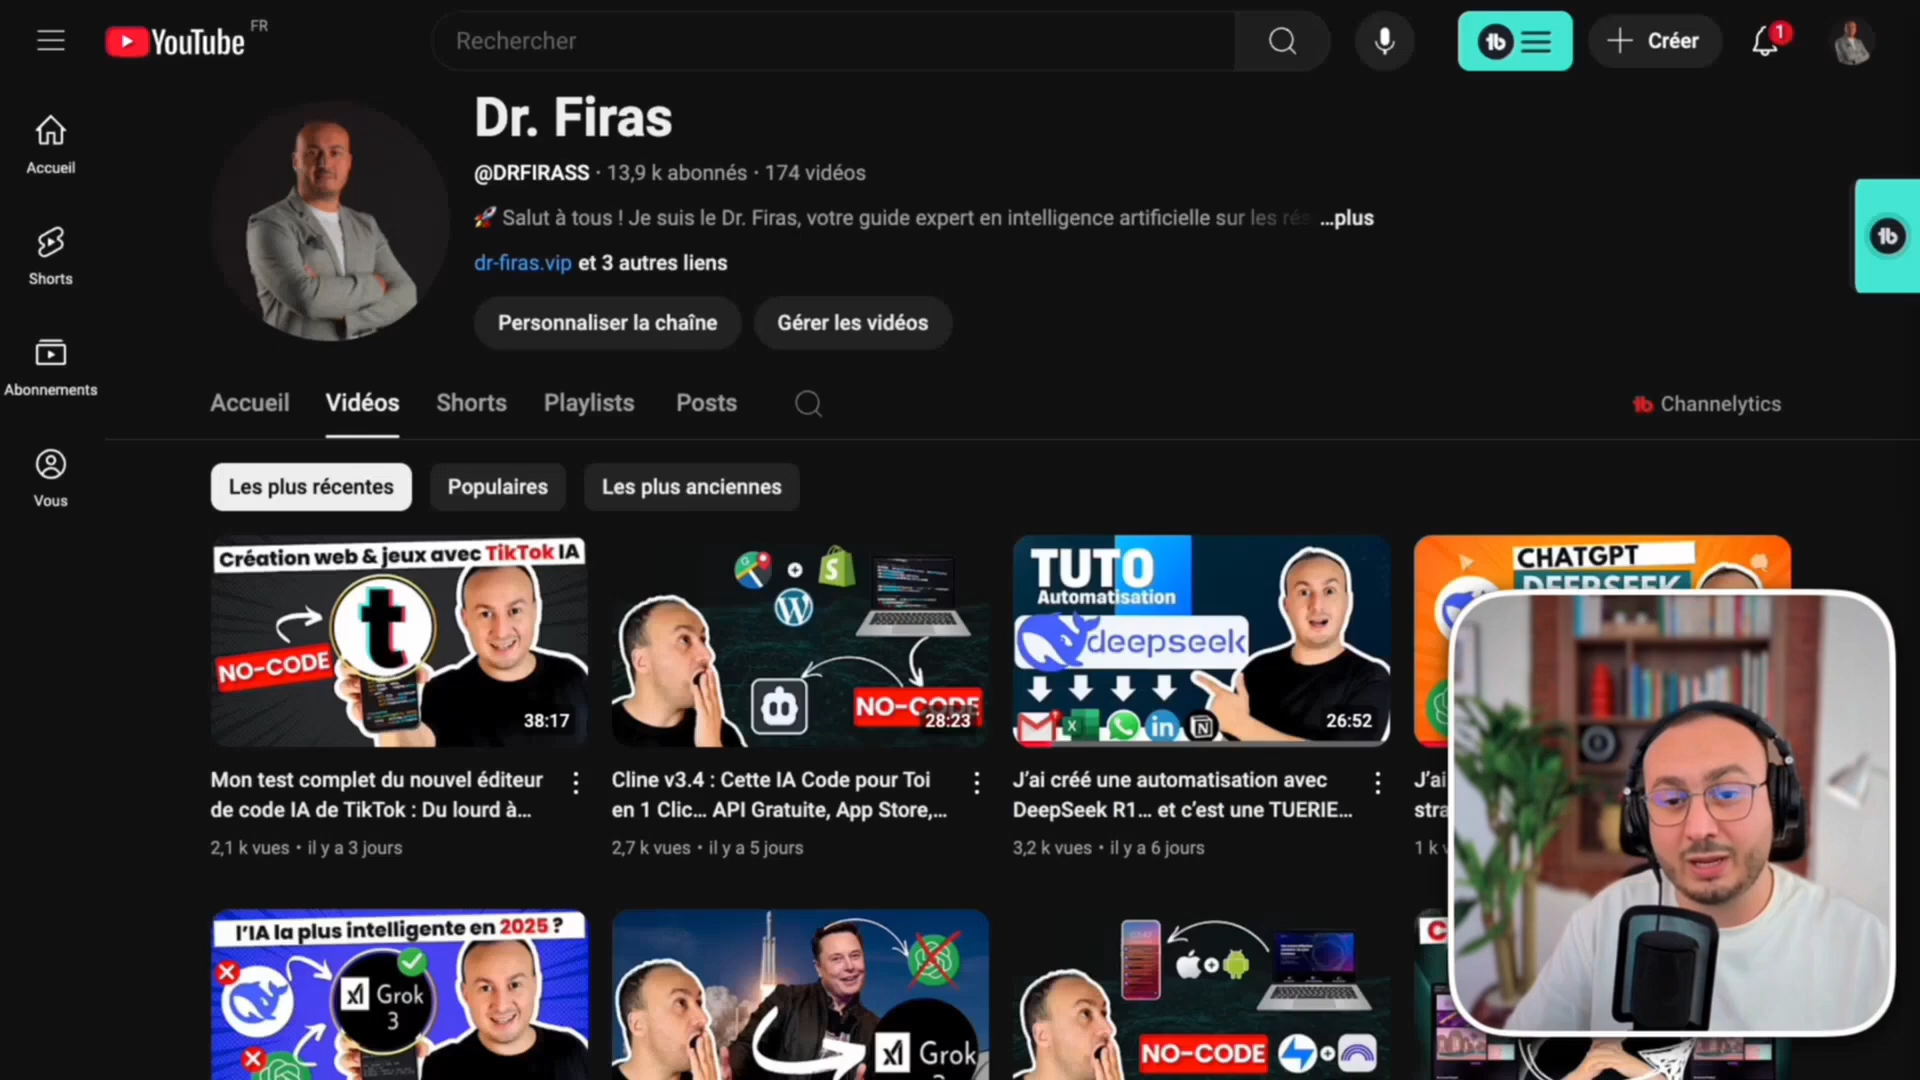 YouTube FR
Rechercher
Créer
1
Accueil
Shorts
Abonnements
Vous
Dr. Firas
@DRFIRASS · 13,9 k abonnés · 174 vidéos
🚀 Salut à tous ! Je suis le Dr. Firas, votre guide expert en intelligence artificielle sur les rés ...plus
dr-firas.vip et 3 autres liens
Personnaliser la chaîne
Gérer les vidéos
Accueil
Vidéos
Shorts
Playlists
Posts
Channelytics
Les plus récentes
Populaires
Les plus anciennes
Création web & jeux avec TikTok IA
NO-CODE
38:17
NO-CODE
28:23
TUTO
Automatisation
deepseek
26:52
CHATGPT
DEEPSEEK
Mon test complet du nouvel éditeur
de code IA de TikTok : Du lourd à...
2,1 k vues · il y a 3 jours
Cline v3.4 : Cette IA Code pour Toi
en 1 Clic... API Gratuite, App Store,...
2,7 k vues · il y a 5 jours
J'ai créé une automatisation avec
DeepSeek R1... et c'est une TUERIE...
3,2 k vues · il y a 6 jours
J'ai
stra
1 k v
l'IA la plus intelligente en 2025 ?
Grok
3
Grok
NO-CODE